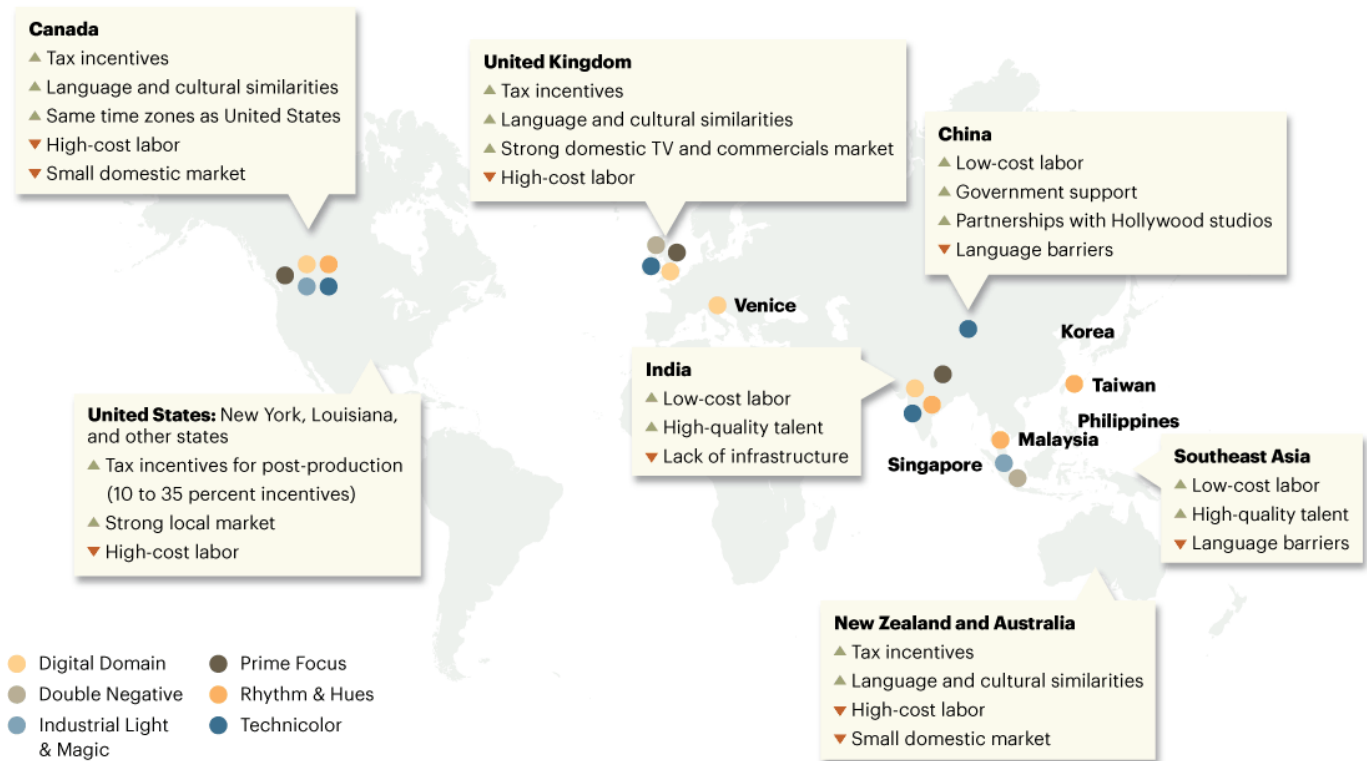 Canada
Tax incentives
Language and cultural similarities
Same time zones as United States
High-cost labor
Small domestic market
United Kingdom
Tax incentives
Language and cultural similarities
Strong domestic TV and commercials market
High-cost labor
China
Low-cost labor
Government support
Partnerships with Hollywood studios
Language barriers
Venice
Korea
India
Low-cost labor
High-quality talent
Lack of infrastructure
Taiwan
Philippines
Malaysia
Singapore
United States: New York, Louisiana,
and other states
Tax incentives for post-production
(10 to 35 percent incentives)
Strong local market
High-cost labor
Southeast Asia
Low-cost labor
High-quality talent
Language barriers
New Zealand and Australia
Tax incentives
Language and cultural similarities
High-cost labor
Small domestic market
Digital Domain
Double Negative
Industrial Light
& Magic
Prime Focus
Rhythm & Hues
Technicolor